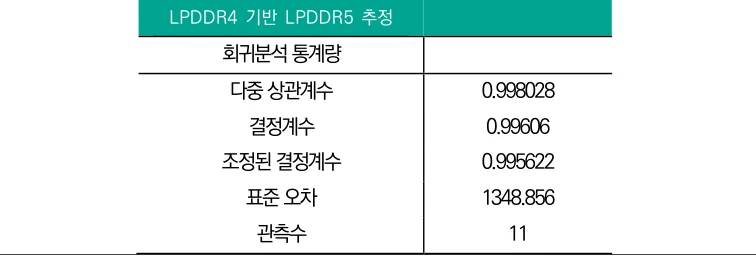 LPDDR4 기반 LPDDR5 추정
회귀분석 통계량
다중 상관계수 0.998028
결정계수 0.99606
조정된 결정계수 0.995622
표준 오차 1348.856
관측수 11